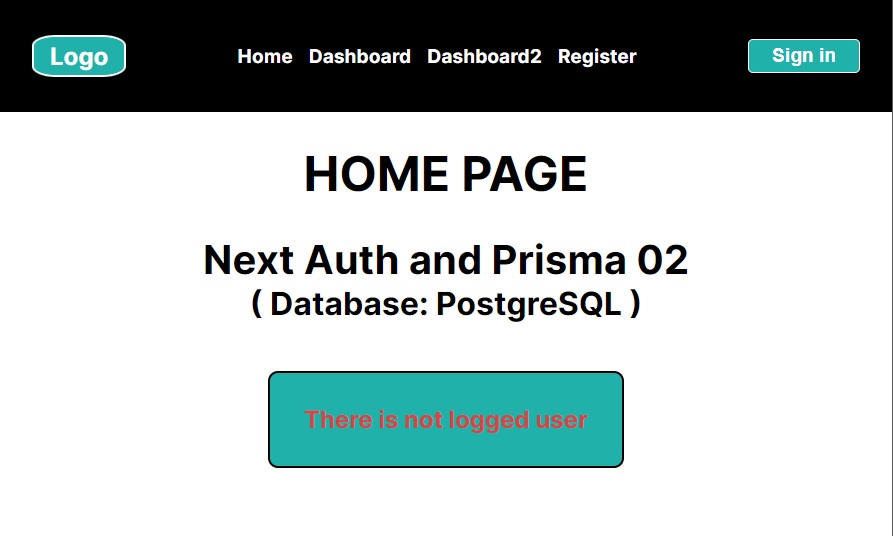 Logo
Home Dashboard Dashboard2 Register
Sign in
HOME PAGE
Next Auth and Prisma 02
( Database: PostgreSQL )
There is not logged user